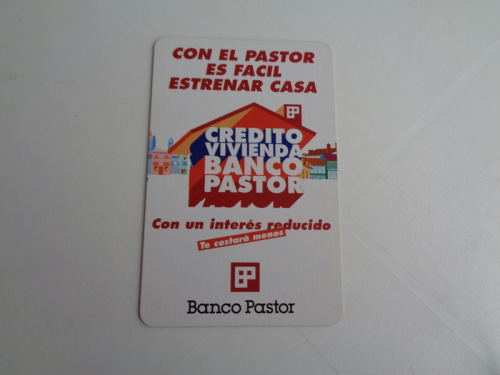 CON EL PASTOR
ES FACIL
ESTRENAR CASA
CREDITO
VIVIENDA
BANCO
PASTOR
Con un interés reducido
Te costará menos
Banco Pastor